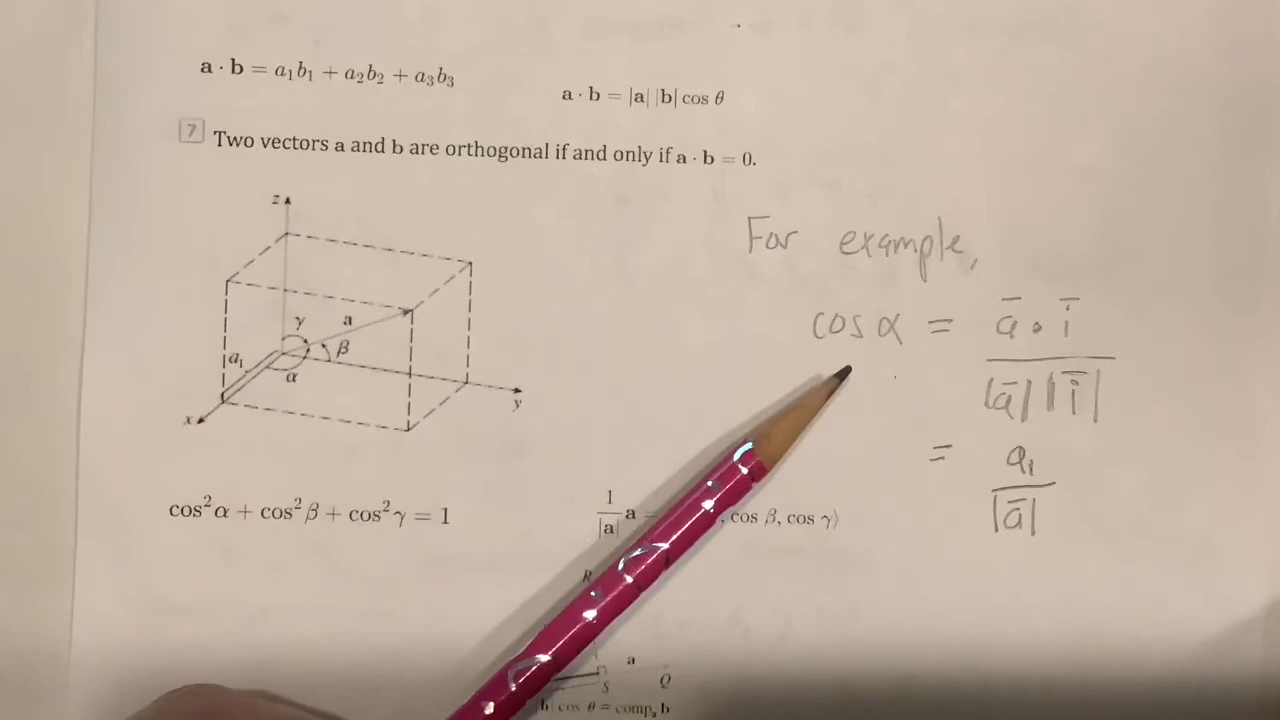 a · b = a₁b₁ + a₂b₂ + a₃b₃
a · b = |a| |b| cos θ
7 Two vectors a and b are orthogonal if and only if a · b = 0.
z
γ
a
β
a₁
α
x
y
For example,
cos α = ā · ī
|ā| |ī|
= a₁
|ā|
cos²α + cos²β + cos²γ = 1
1
|a| a =
, cos β, cos γ⟩
R
a
S
Q
|b| cos θ = compₐ b